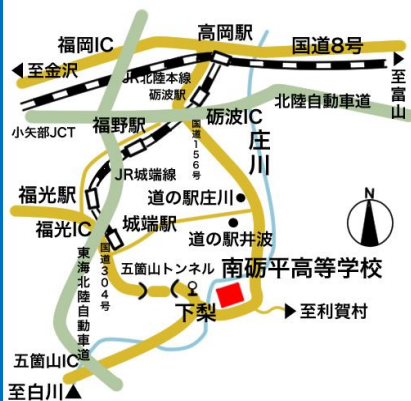 高岡駅
福岡IC
国道8号
至金沢
JR北陸本線
砺波駅
至富山
北陸自動車道
小矢部JCT
福野駅
砺波IC
国道156号
庄川
JR城端線
福光駅
道の駅庄川
N
福光IC
城端駅
道の駅井波
国道304号
東海北陸自動車道
五箇山トンネル
南砺平高等学校
下梨
至利賀村
五箇山IC
至白川